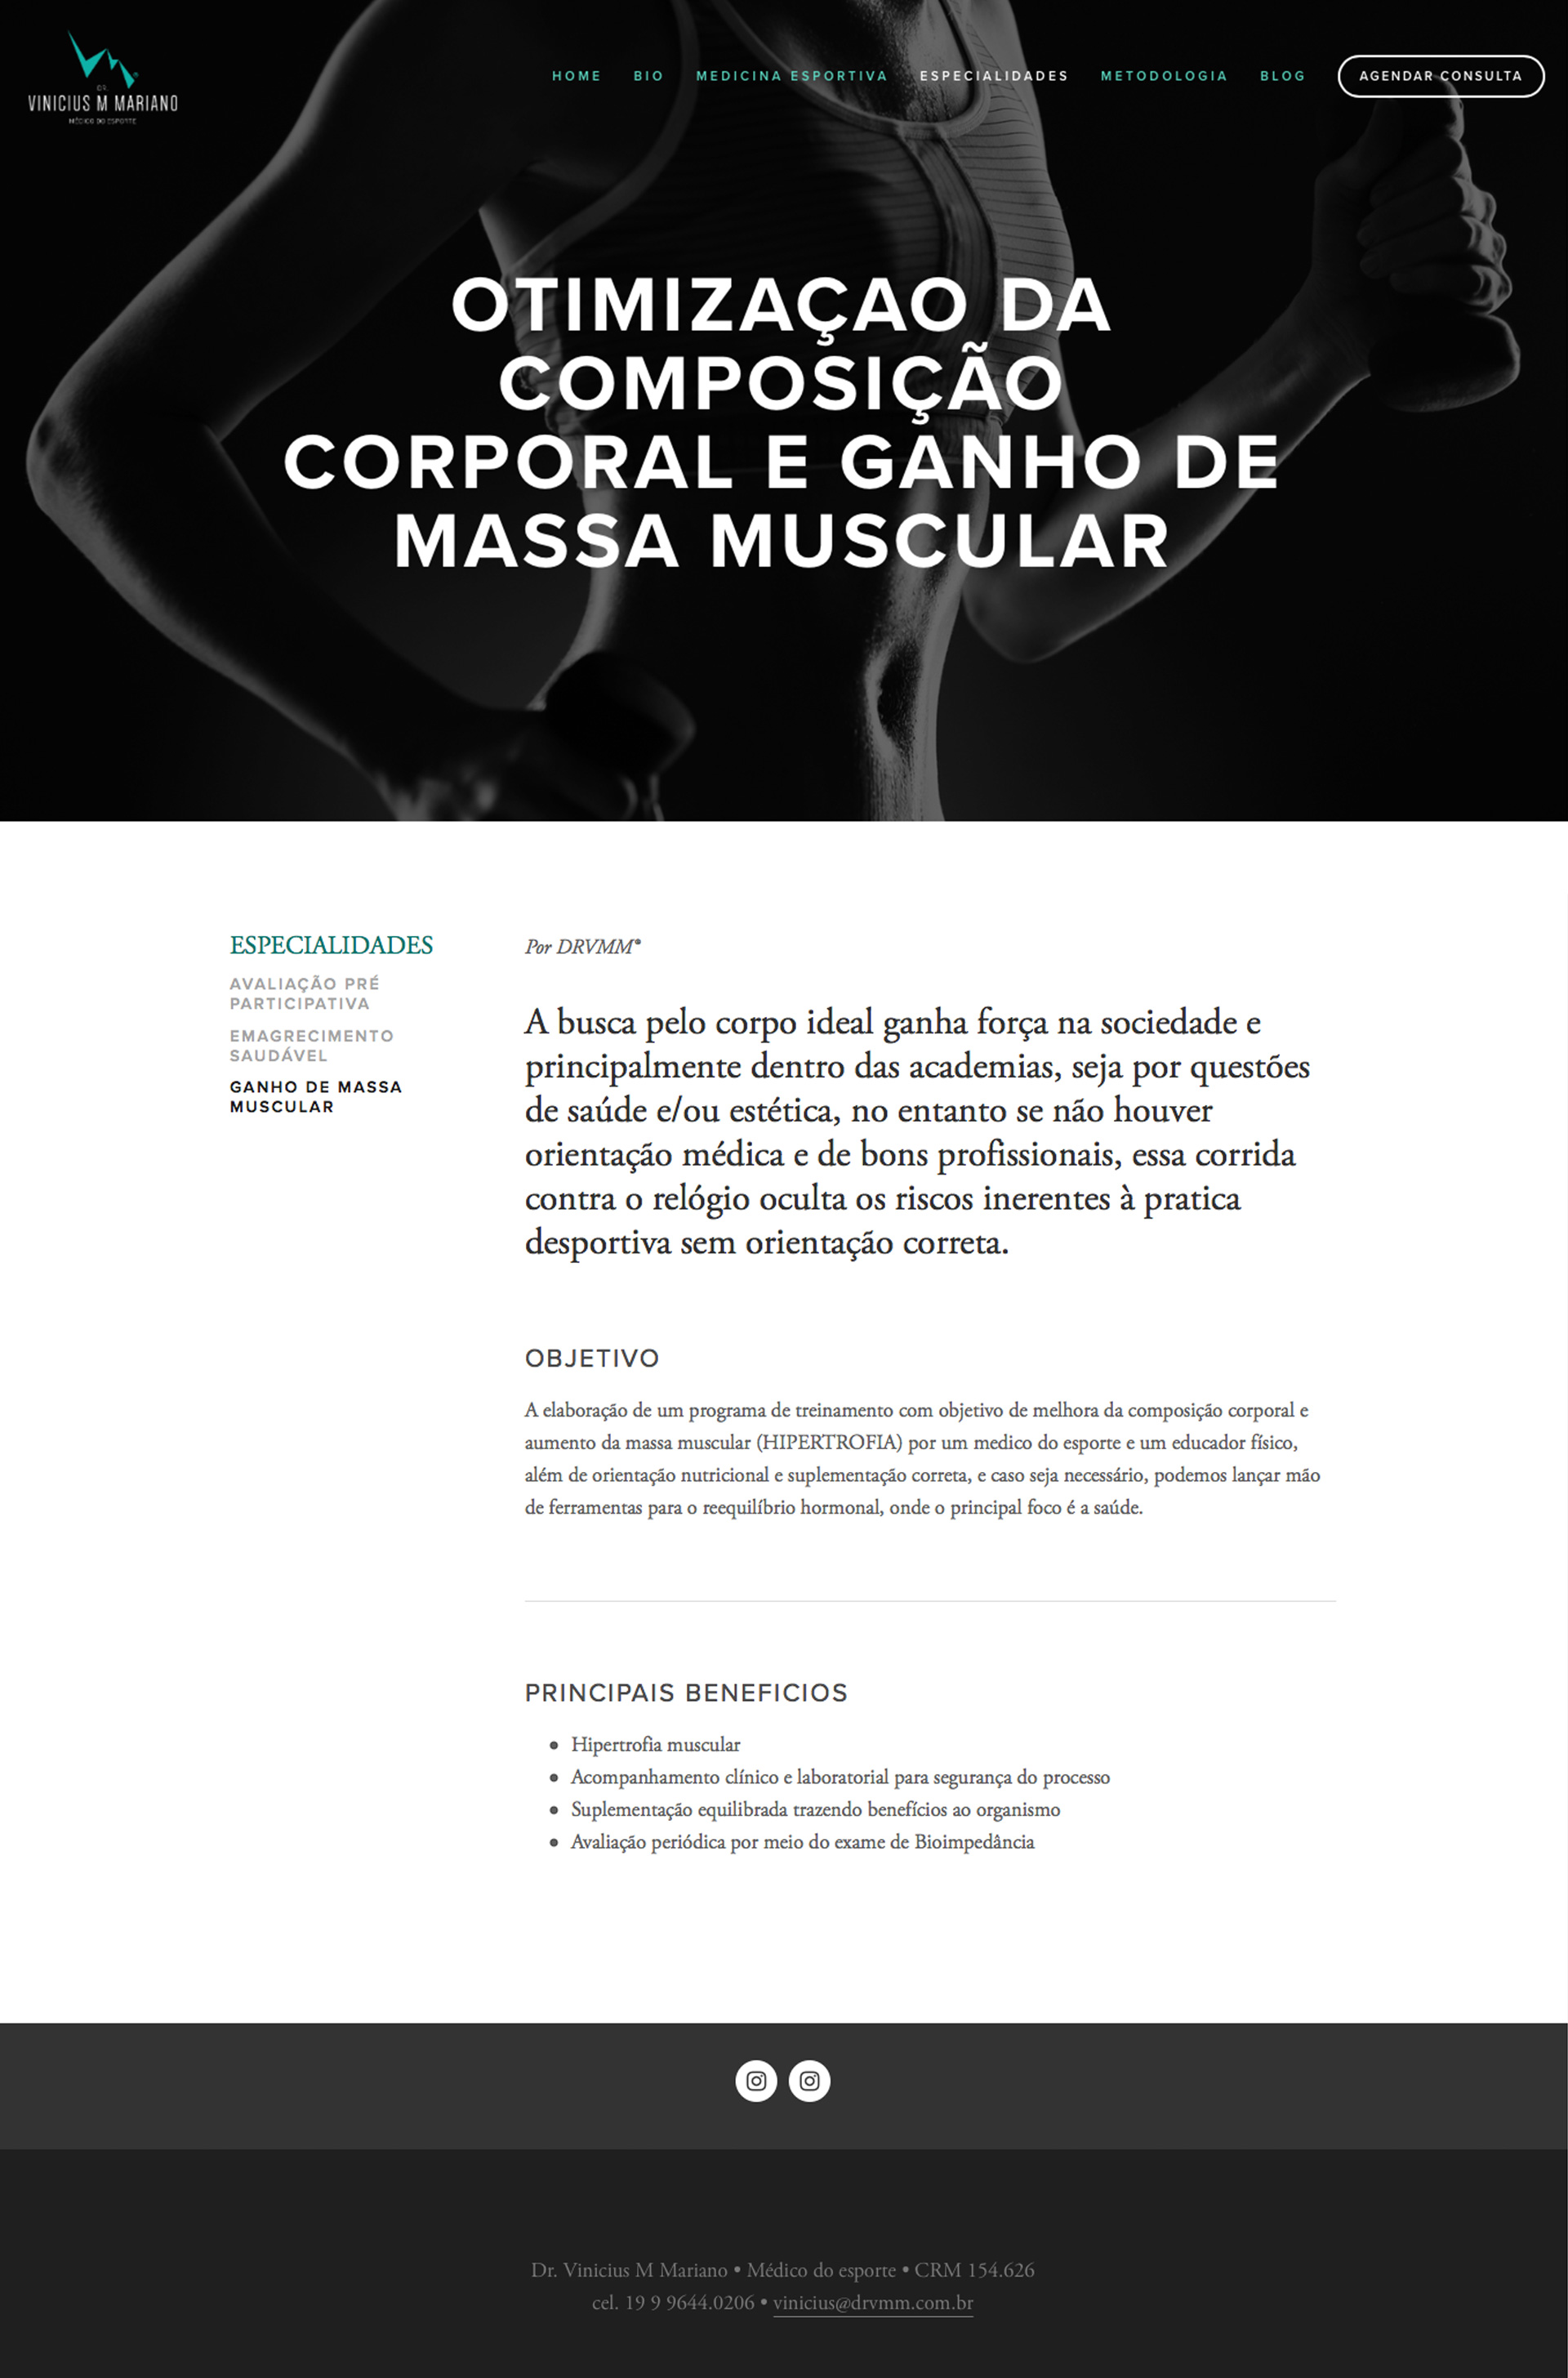 DR.
VINICIUS M MARIANO
MÉDICO DO ESPORTE
HOME BIO MEDICINA ESPORTIVA ESPECIALIDADES METODOLOGIA BLOG AGENDAR CONSULTA
OTIMIZAÇAO DA
COMPOSIÇÃO
CORPORAL E GANHO DE
MASSA MUSCULAR
ESPECIALIDADES
AVALIAÇÃO PRÉ
PARTICIPATIVA
EMAGRECIMENTO
SAUDÁVEL
GANHO DE MASSA
MUSCULAR
Por DRVMM®
A busca pelo corpo ideal ganha força na sociedade e
principalmente dentro das academias, seja por questões
de saúde e/ou estética, no entanto se não houver
orientação médica e de bons profissionais, essa corrida
contra o relógio oculta os riscos inerentes à pratica
desportiva sem orientação correta.
OBJETIVO
A elaboração de um programa de treinamento com objetivo de melhora da composição corporal e
aumento da massa muscular (HIPERTROFIA) por um medico do esporte e um educador físico,
além de orientação nutricional e suplementação correta, e caso seja necessário, podemos lançar mão
de ferramentas para o reequilíbrio hormonal, onde o principal foco é a saúde.
PRINCIPAIS BENEFICIOS
• Hipertrofia muscular
• Acompanhamento clínico e laboratorial para segurança do processo
• Suplementação equilibrada trazendo benefícios ao organismo
• Avaliação periódica por meio do exame de Bioimpedância
Dr. Vinicius M Mariano • Médico do esporte • CRM 154.626
cel. 19 9 9644.0206 • vinicius@drvmm.com.br